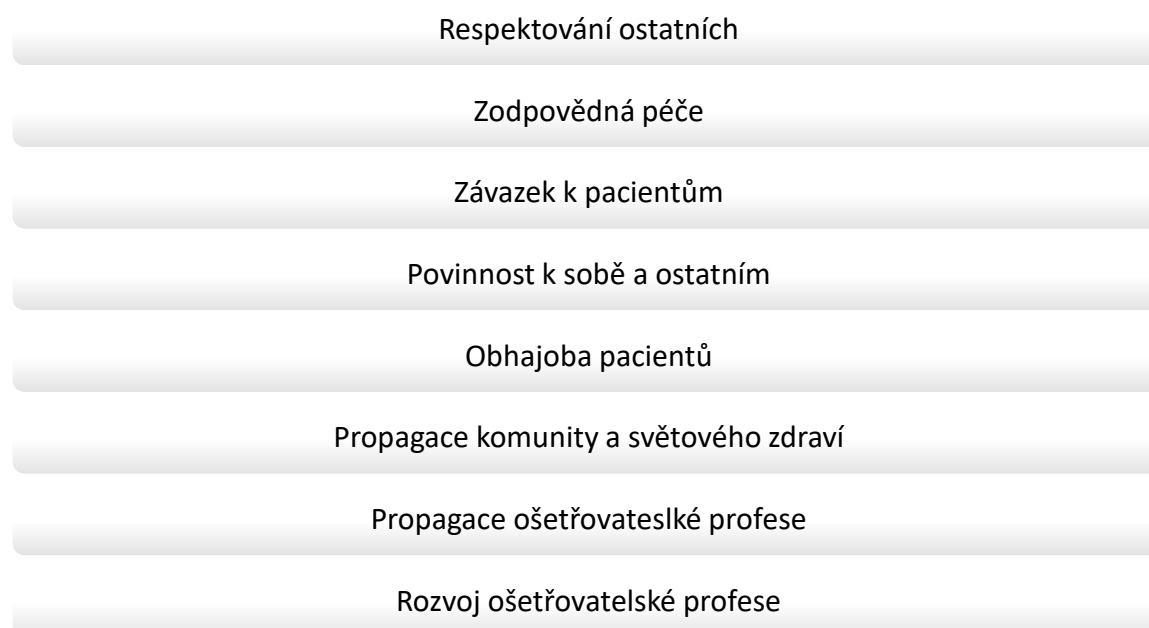 Respektování ostatních
Zodpovědná péče
Závazek k pacientům
Povinnost k sobě a ostatním
Obhajoba pacientů
Propagace komunity a světového zdraví
Propagace ošetřovateslké profese
Rozvoj ošetřovatelské profese